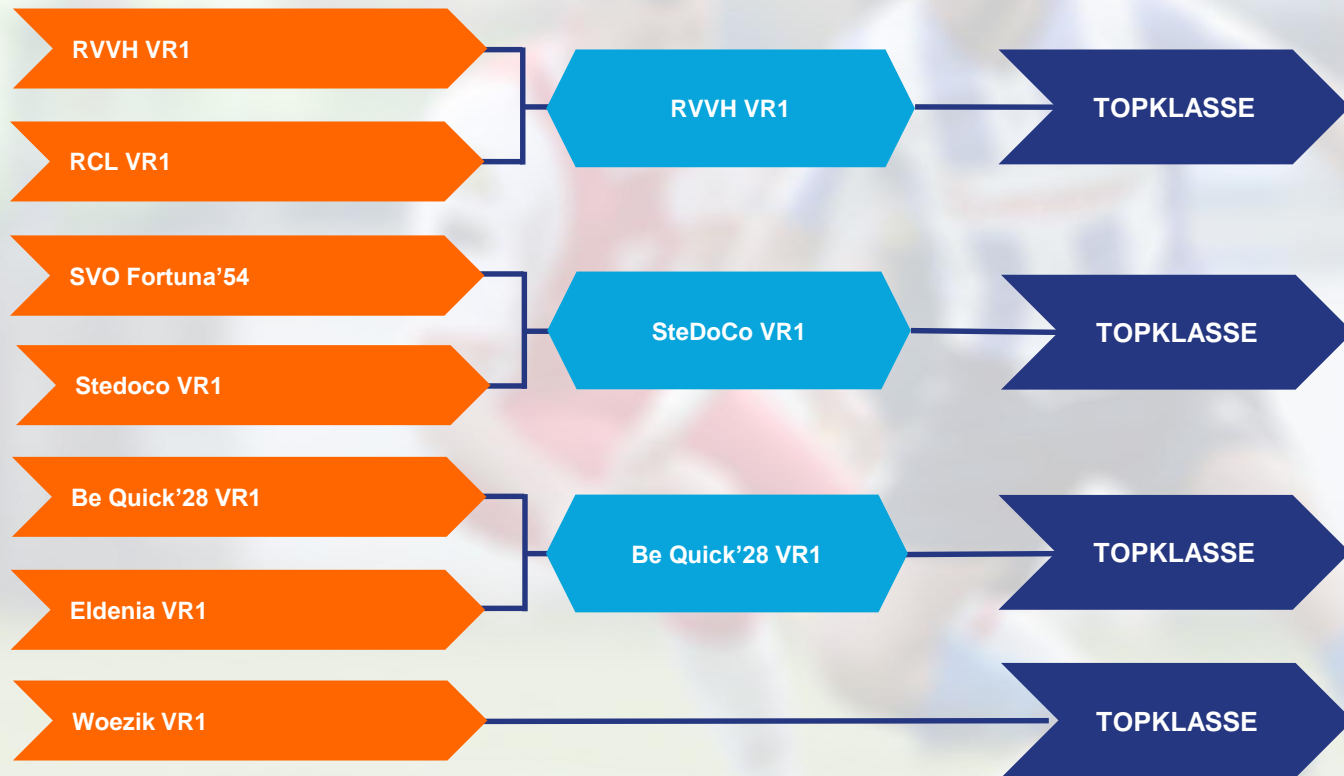 RVVH VR1
RCL VR1
RVVH VR1
TOPKLASSE
SVO Fortuna’54
Stedoco VR1
SteDoCo VR1
TOPKLASSE
Be Quick’28 VR1
Eldenia VR1
Be Quick’28 VR1
TOPKLASSE
Woezik VR1
TOPKLASSE